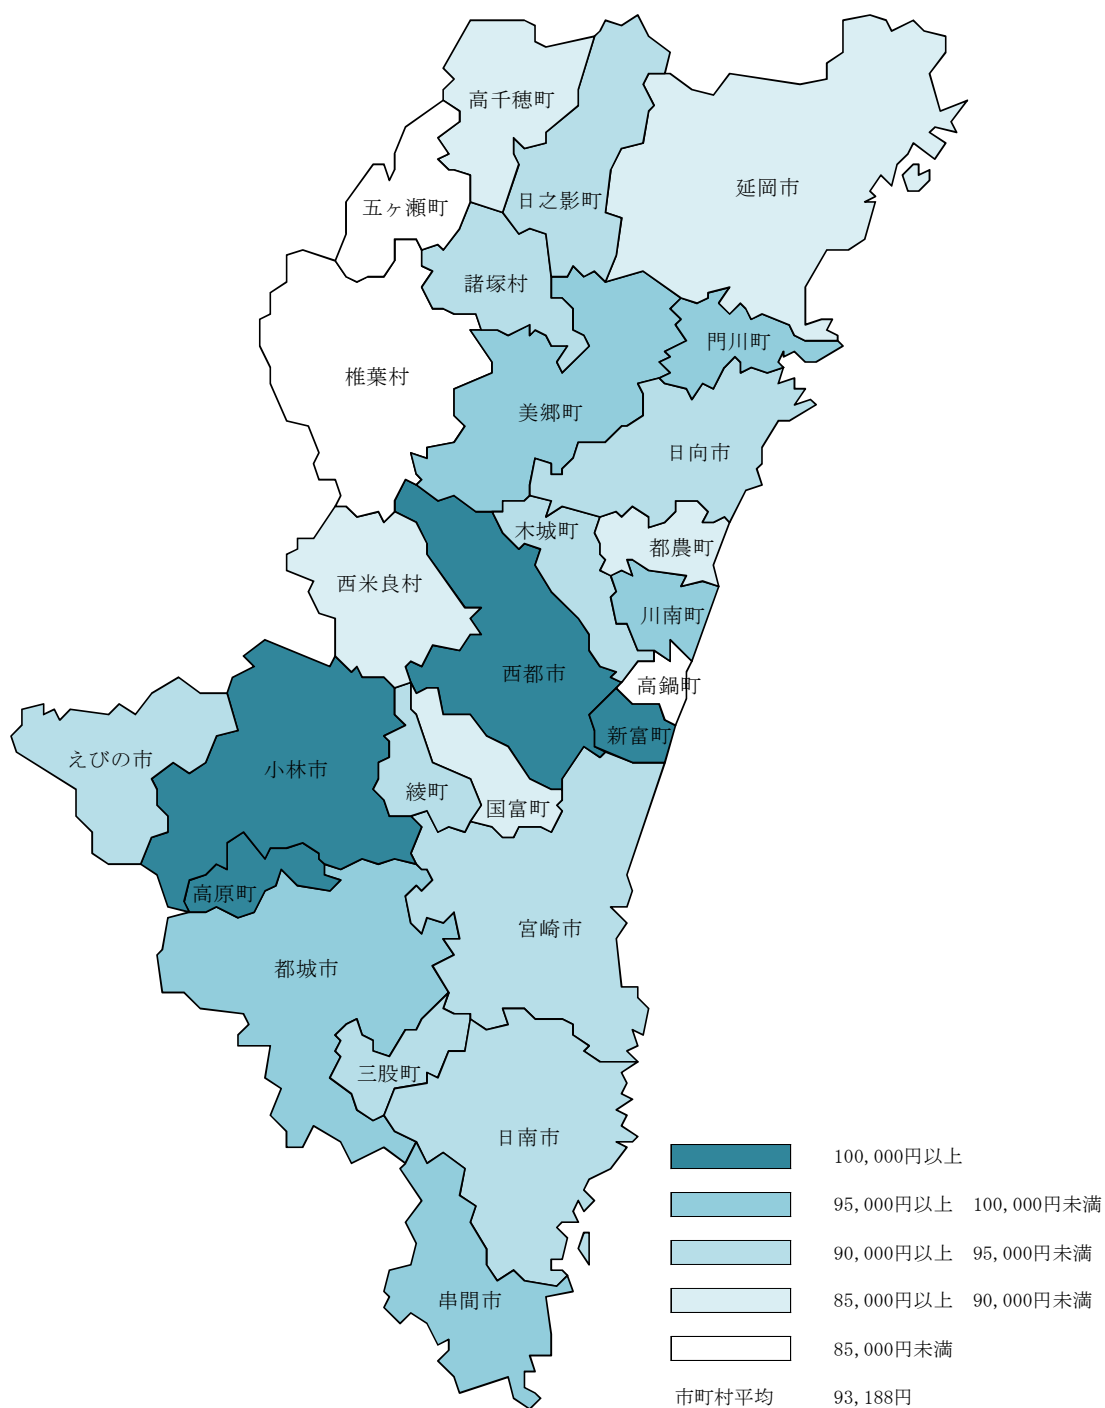 高千穂町
延岡市
日之影町
五ヶ瀬町
諸塚村
門川町
椎葉村
美郷町
日向市
木城町
都農町
西米良村
川南町
西都市
高鍋町
新富町
えびの市
小林市
綾町
国富町
高原町
宮崎市
都城市
三股町
日南市
串間市
100,000円以上
95,000円以上 100,000円未満
90,000円以上 95,000円未満
85,000円以上 90,000円未満
85,000円未満
市町村平均 93,188円